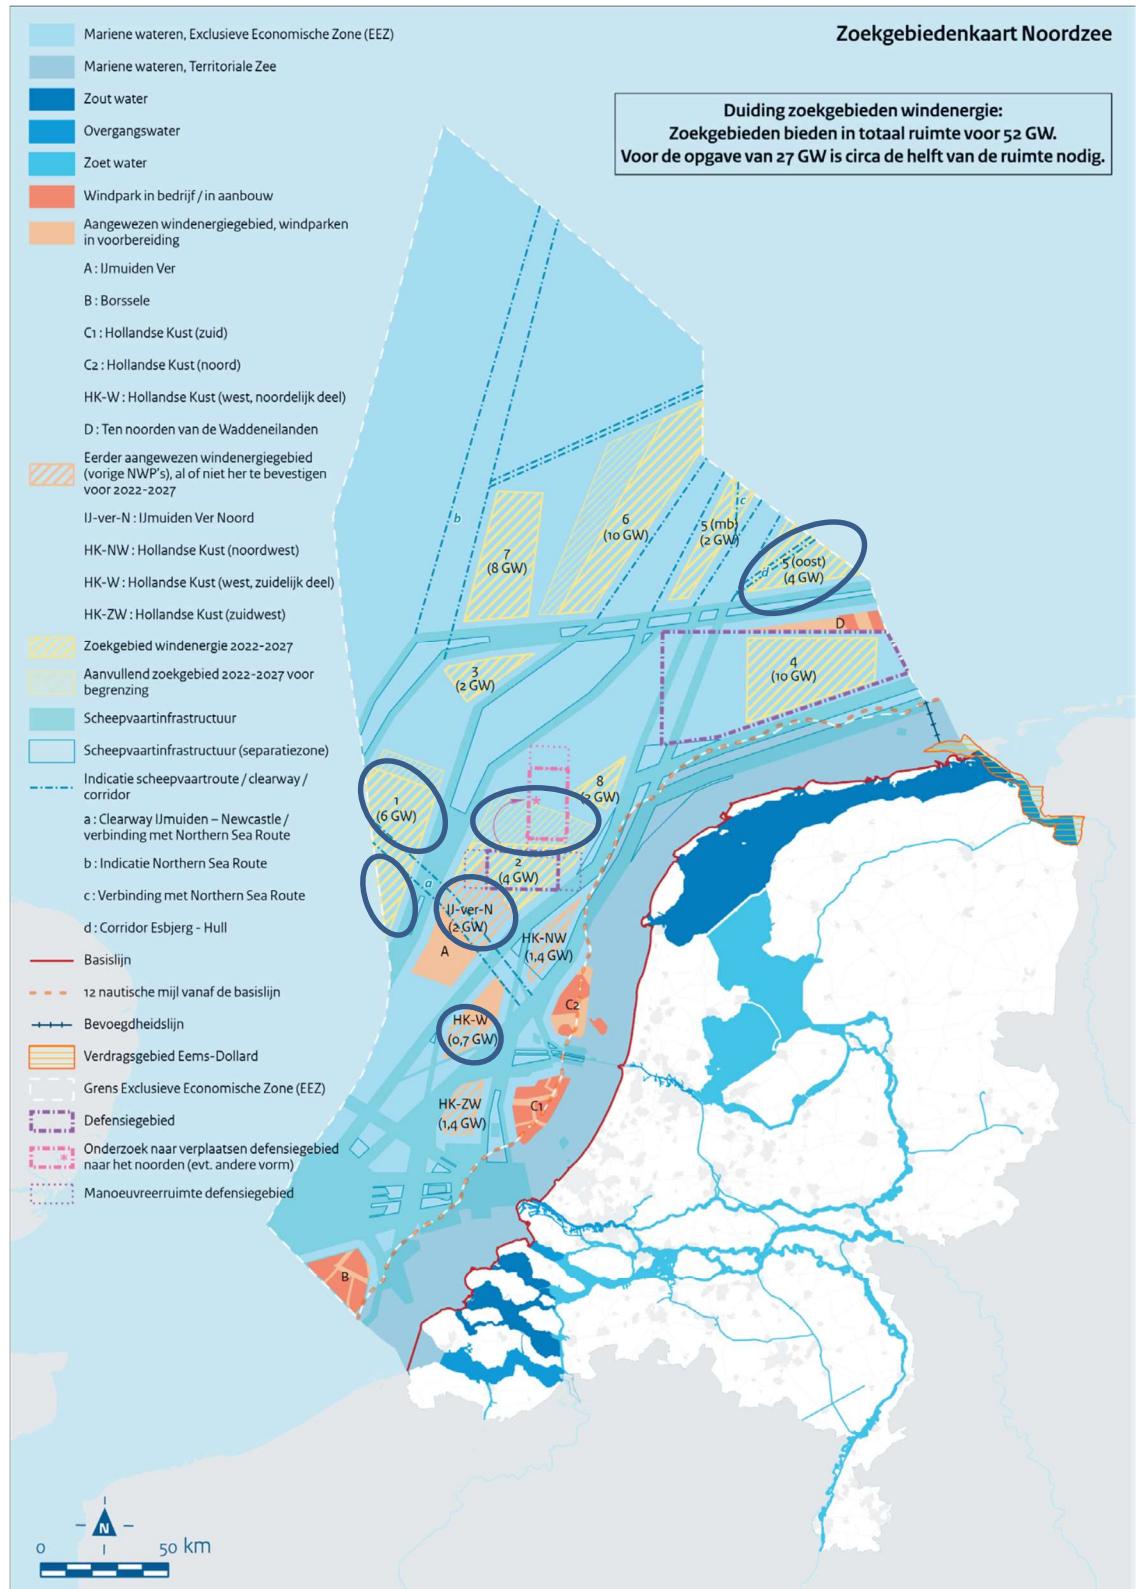 Mariene wateren, Exclusieve Economische Zone (EEZ)
Mariene wateren, Territoriale Zee
Zout water
Overgangswater
Zoet water
Windpark in bedrijf / in aanbouw
Aangewezen windenergiegebied, windparken
in voorbereiding
A : IJmuiden Ver
B : Borssele
C1 : Hollandse Kust (zuid)
C2 : Hollandse Kust (noord)
HK-W : Hollandse Kust (west, noordelijk deel)
D : Ten noorden van de Waddeneilanden
Eerder aangewezen windenergiegebied
(vorige NWP's), al of niet her te bevestigen
voor 2022-2027
IJ-ver-N : IJmuiden Ver Noord
HK-NW : Hollandse Kust (noordwest)
HK-W : Hollandse Kust (west, zuidelijk deel)
HK-ZW : Hollandse Kust (zuidwest)
Zoekgebied windenergie 2022-2027
Aanvullend zoekgebied 2022-2027 voor
begrenzing
Scheepvaartinfrastructuur
Scheepvaartinfrastructuur (separatiezone)
Indicatie scheepvaartroute / clearway /
corridor
a : Clearway IJmuiden – Newcastle /
verbinding met Northern Sea Route
b : Indicatie Northern Sea Route
c : Verbinding met Northern Sea Route
d : Corridor Esbjerg - Hull
Basislijn
12 nautische mijl vanaf de basislijn
Bevoegdheidslijn
Verdragsgebied Eems-Dollard
Grens Exclusieve Economische Zone (EEZ)
Defensiegebied
Onderzoek naar verplaatsen defensiegebied
naar het noorden (evt. andere vorm)
Manoeuvreerruimte defensiegebied
Zoekgebiedenkaart Noordzee
Duiding zoekgebieden windenergie:
Zoekgebieden bieden in totaal ruimte voor 52 GW.
Voor de opgave van 27 GW is circa de helft van de ruimte nodig.
b
c
6
(10 GW)
5 (mb)
(2 GW)
7
(8 GW)
5 (oost)
d
(4 GW)
D
3
(2 GW)
4
(10 GW)
8
(2 GW)
1
(6 GW)
*
2
(4 GW)
a
IJ-ver-N
(2 GW)
HK-NW
(1,4 GW)
A
C2
HK-W
(0,7 GW)
HK-ZW
(1,4 GW)
C1
B
N
0
50 km